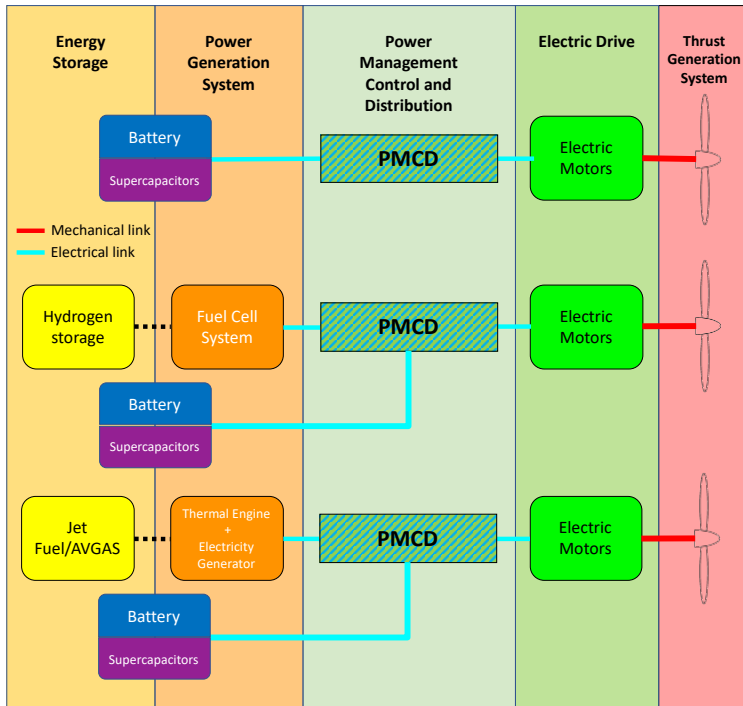 Energy
Storage
Power
Generation
System
Power
Management
Control and
Distribution
Electric Drive
Thrust
Generation
System
Battery
Supercapacitors
PMCD
Electric
Motors
Mechanical link
Electrical link
Hydrogen
storage
Fuel Cell
System
PMCD
Electric
Motors
Battery
Supercapacitors
Jet
Fuel/AVGAS
Thermal Engine
+
Electricity
Generator
PMCD
Electric
Motors
Battery
Supercapacitors